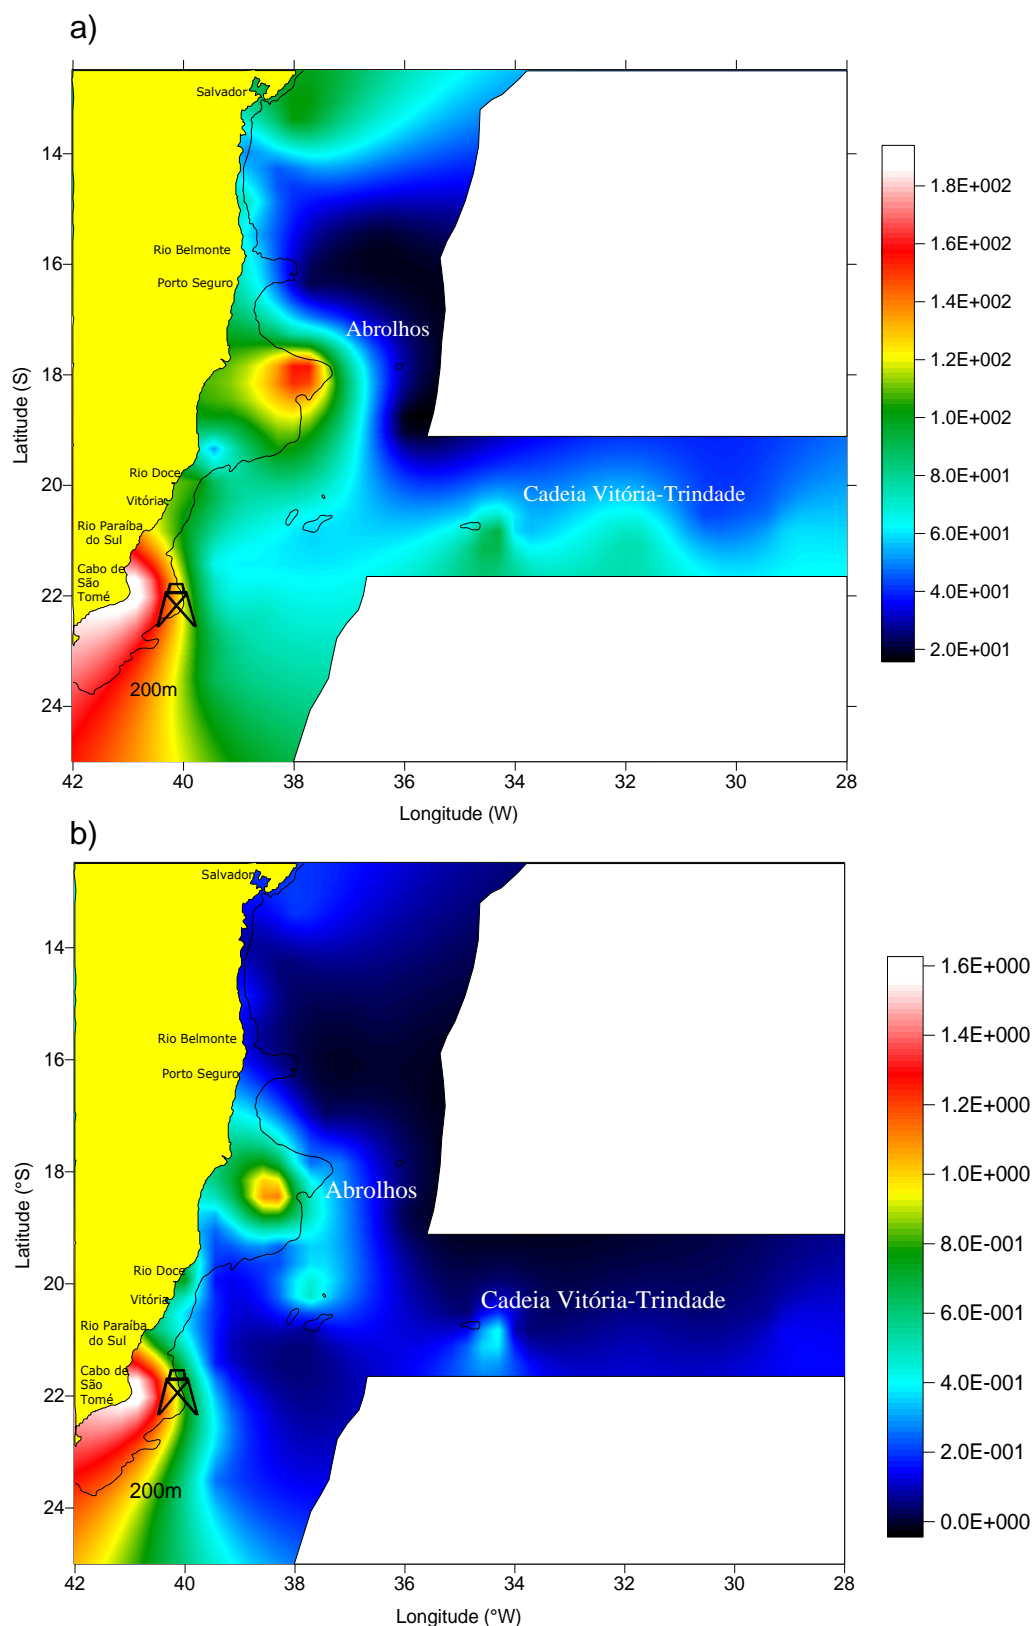 a)
Salvador
14
1.8E+002
Rio Belmonte
1.6E+002
16
Porto Seguro
1.4E+002
Abrolhos
1.2E+002
18
1.0E+002
Latitude (S)
Rio Doce
20
Cadeia Vitória-Trindade
8.0E+001
Vitória
Rio Paraíba
do Sul
6.0E+001
Cabo de
São
Tomé
22
4.0E+001
2.0E+001
200m
24
42
40
38
36
34
32
30
28
Longitude (W)
b)
Salvador
14
1.6E+000
1.4E+000
Rio Belmonte
16
Porto Seguro
1.2E+000
18
1.0E+000
Abrolhos
Latitude (°S)
8.0E-001
Rio Doce
20
Vitória
Cadeia Vitória-Trindade
6.0E-001
Rio Paraíba
do Sul
Cabo de
São
Tomé
22
4.0E-001
2.0E-001
200m
24
0.0E+000
42
40
38
36
34
32
30
28
Longitude (°W)